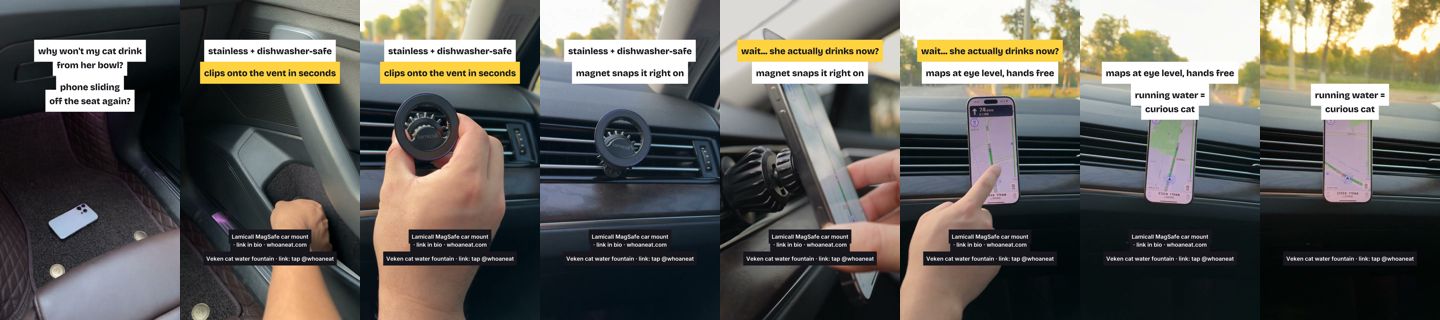 why won't my cat drink
from her bowl?
phone sliding
off the seat again?
stainless + dishwasher-safe
clips onto the vent in seconds
Lamicall MagSafe car mount
· link in bio · whoaneat.com
Veken cat water fountain · link: tap @whoaneat
stainless + dishwasher-safe
clips onto the vent in seconds
Lamicall MagSafe car mount
· link in bio · whoaneat.com
Veken cat water fountain · link: tap @whoaneat
stainless + dishwasher-safe
magnet snaps it right on
Lamicall MagSafe car mount
· link in bio · whoaneat.com
Veken cat water fountain · link: tap @whoaneat
wait... she actually drinks now?
magnet snaps it right on
Lamicall MagSafe car mount
· link in bio · whoaneat.com
Veken cat water fountain · link: tap @whoaneat
wait... she actually drinks now?
maps at eye level, hands free
Lamicall MagSafe car mount
· link in bio · whoaneat.com
Veken cat water fountain · link: tap @whoaneat
maps at eye level, hands free
running water =
curious cat
Lamicall MagSafe car mount
· link in bio · whoaneat.com
Veken cat water fountain · link: tap @whoaneat
running water =
curious cat
Veken cat water fountain · link: tap @whoaneat